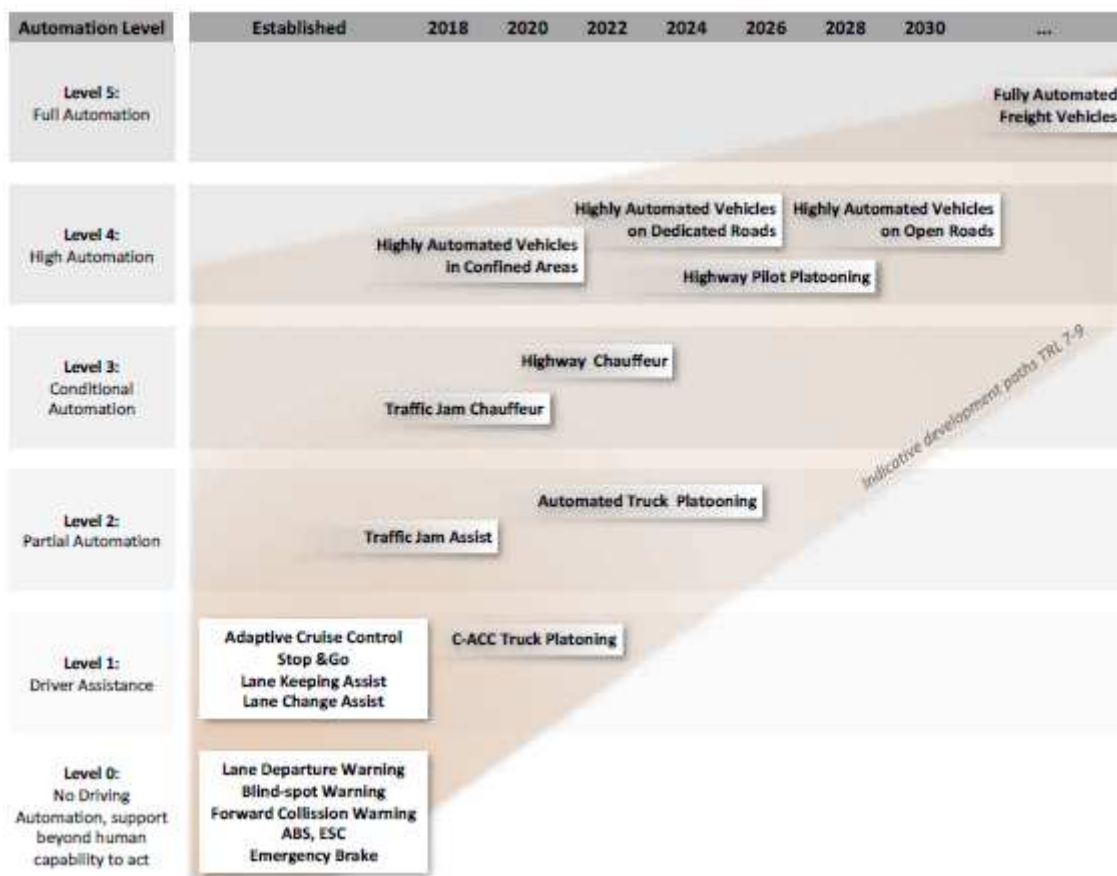 Automation Level
Established
2018
2020
2022
2024
2026
2028
2030
...
Level 5:
Full Automation
Fully Automated
Freight Vehicles
Level 4:
High Automation
Highly Automated Vehicles
in Confined Areas
Highly Automated Vehicles
on Dedicated Roads
Highly Automated Vehicles
on Open Roads
Highway Pilot Platooning
Level 3:
Conditional
Automation
Highway Chauffeur
Traffic Jam Chauffeur
Indicative development paths TRL 7-9
Level 2:
Partial Automation
Automated Truck Platooning
Traffic Jam Assist
Level 1:
Driver Assistance
Adaptive Cruise Control
Stop &Go
Lane Keeping Assist
Lane Change Assist
C-ACC Truck Platoning
Level 0:
No Driving
Automation, support
beyond human
capability to act
Lane Departure Warning
Blind-spot Warning
Forward Collission Warning
ABS, ESC
Emergency Brake